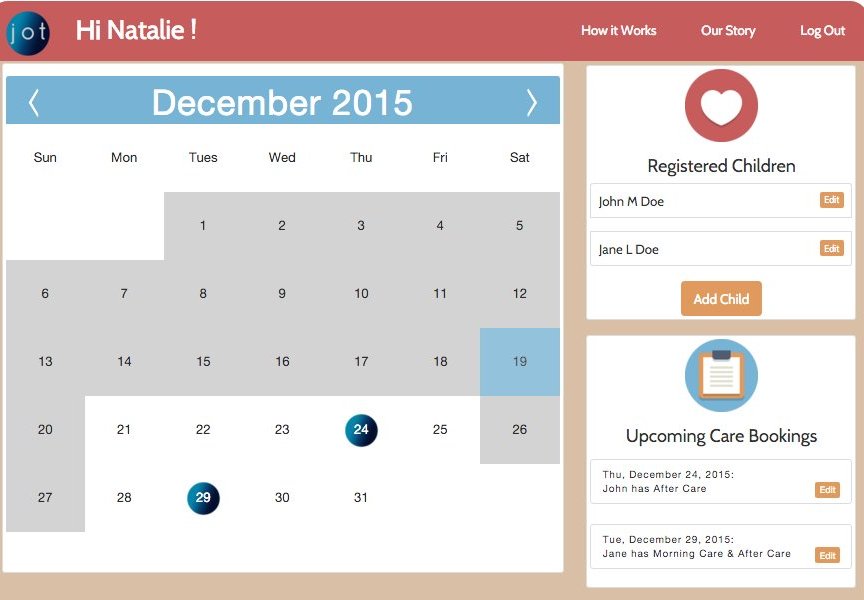 jot
Hi Natalie !
How it Works Our Story Log Out
December 2015
Sun Mon Tues Wed Thu Fri Sat
1 2 3 4 5
6 7 8 9 10 11 12
13 14 15 16 17 18 19
20 21 22 23 24 25 26
27 28 29 30 31
Registered Children
John M Doe Edit
Jane L Doe Edit
Add Child
Upcoming Care Bookings
Thu, December 24, 2015:
John has After Care
Edit
Tue, December 29, 2015:
Jane has Morning Care & After Care
Edit